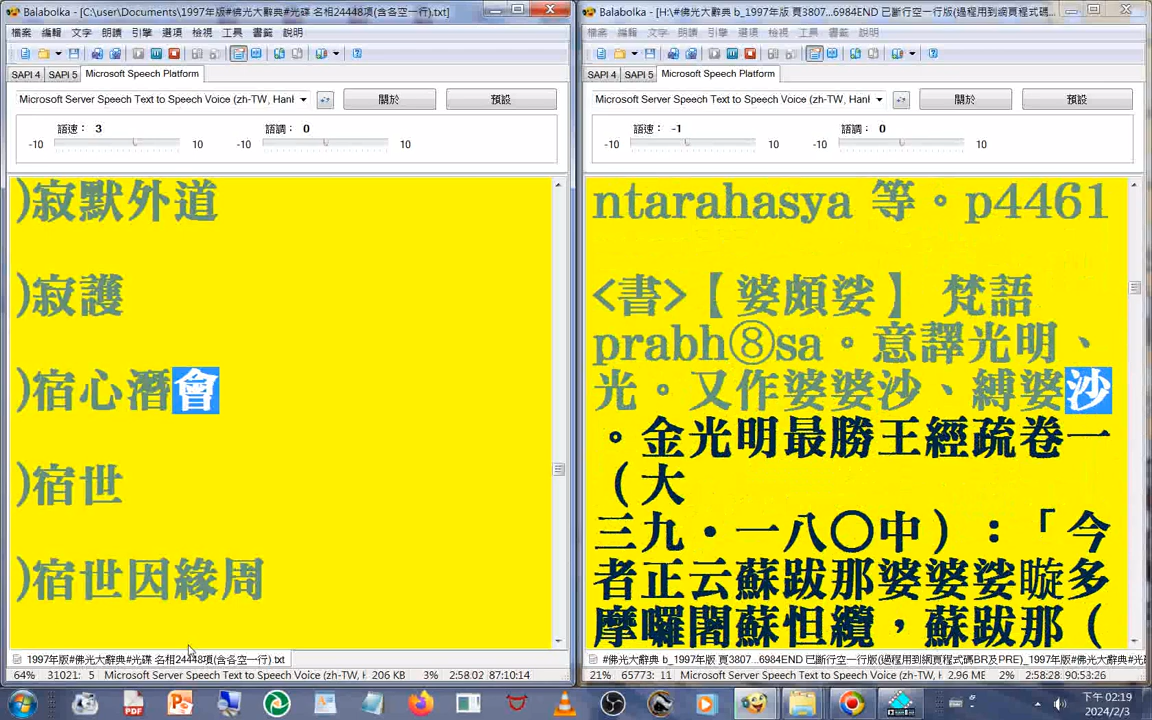 Balabolka - [C:\user\Documents\1997年版#佛光大辭典#光碟 名相24448項(含各空一行).txt]
檔案 編輯 文字 朗讀 引擎 選項 檢視 工具 書籤 說明
SAPI 4 SAPI 5 Microsoft Speech Platform
Microsoft Server Speech Text to Speech Voice (zh-TW, Hanl
關於
預設
語速： 3
語調： 0
-10 10 -10 10
)寂默外道
)寂護
)宿心潛會
)宿世
)宿世因緣周
1997年版#佛光大辭典#光碟 名相24448項(含各空一行).txt
64% 31021: 5 Microsoft Server Speech Text to Speech Voice (zh-TW, H 206 KB 3% 2:58:02 87:10:14
Balabolka - [H:\#佛光大辭典 b_1997年版 頁3807...6984END 已斷行空一行版(過程用到網頁程式碼...
檔案 編輯 文字 朗讀 引擎 選項 檢視 工具 書籤 說明
SAPI 4 SAPI 5 Microsoft Speech Platform
Microsoft Server Speech Text to Speech Voice (zh-TW, Hanl
關於
預設
語速： -1
語調： 0
-10 10 -10 10
ntarahasya 等。p4461
<書>【婆頗娑】 梵語
prabh⑧sa。意譯光明、
光。又作婆婆沙、縛婆沙
。金光明最勝王經疏卷一
（大
三九・一八〇中）：「今
者正云蘇跋那婆婆娑暶多
摩囉闍蘇怛纜，蘇跋那（
#佛光大辭典 b_1997年版 頁3807...6984END 已斷行空一行版(過程用到網頁程式碼BR及PRE)_1997年版#佛光大辭典#光
21% 65773: 11 Microsoft Server Speech Text to Speech Voice (zh-TW, H 2.96 ME 2% 2:58:28 90:53:26
下午 02:19
2024/2/3